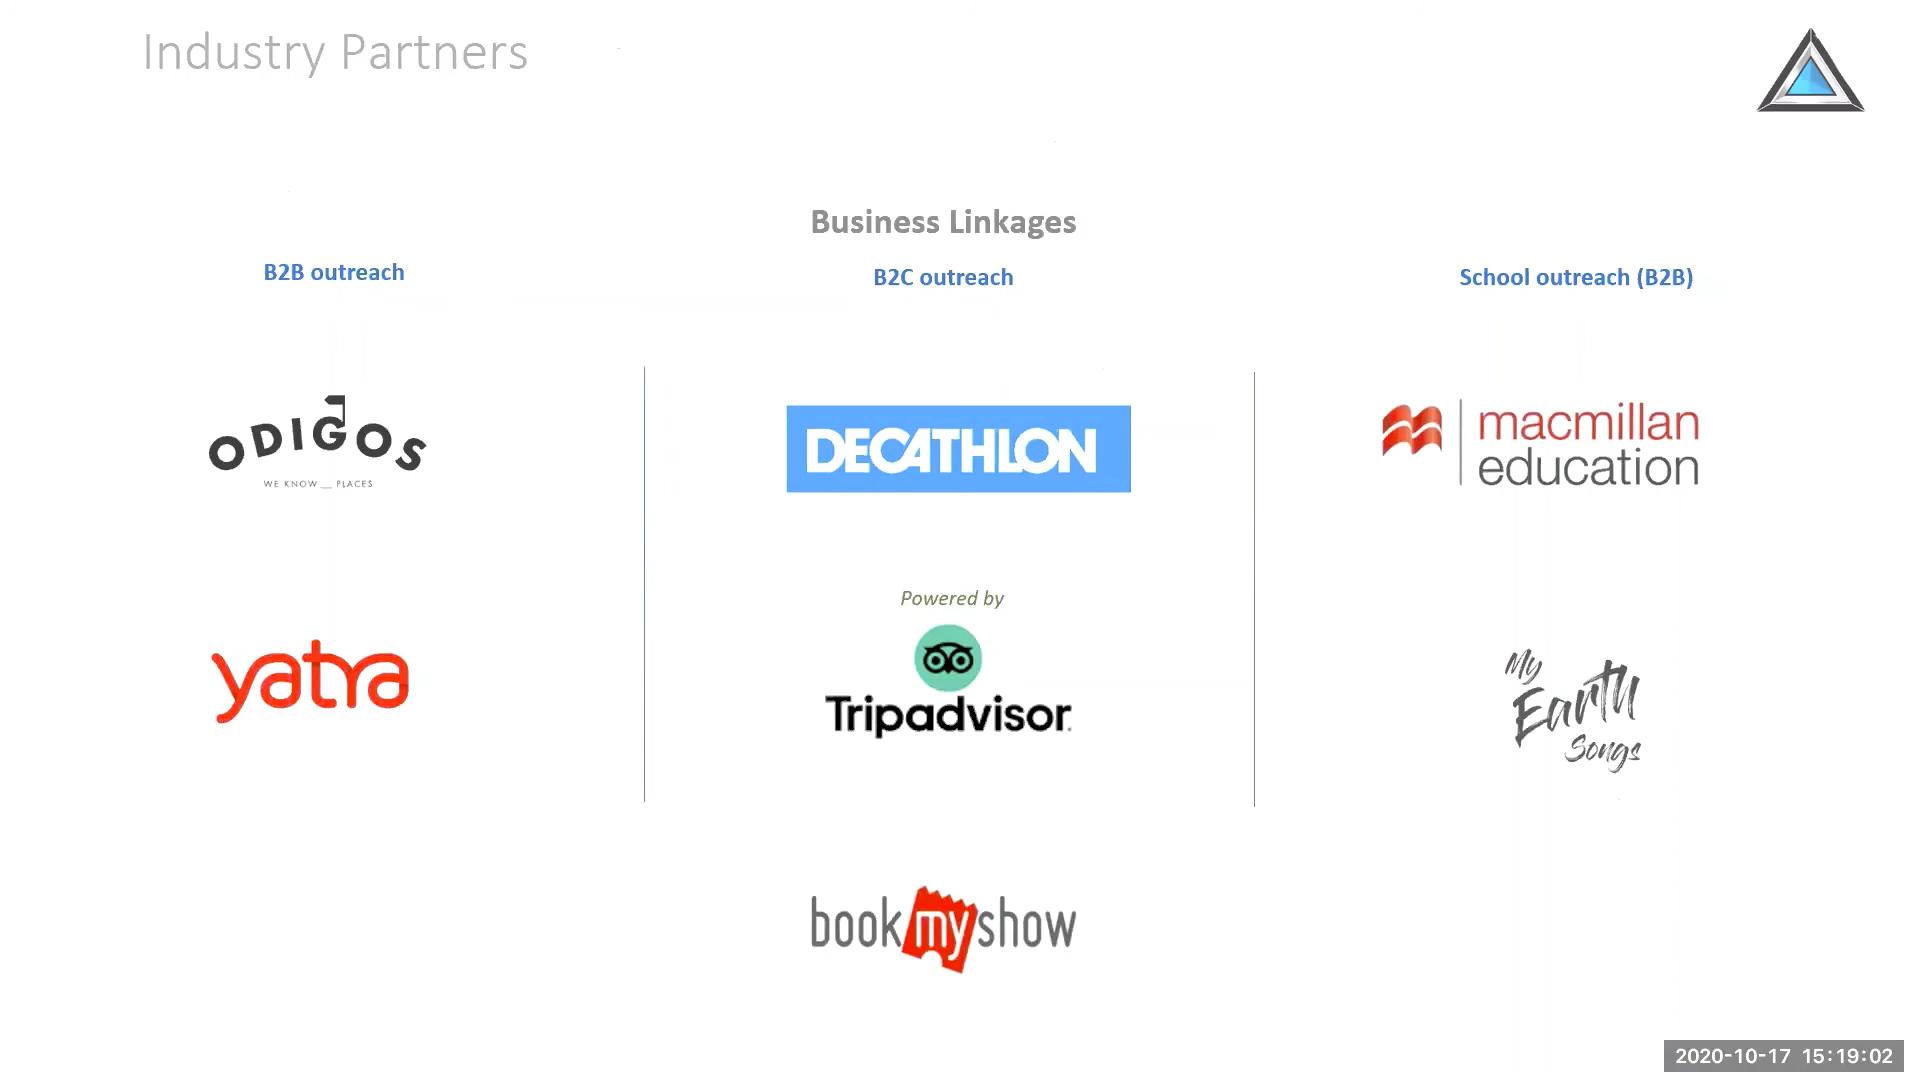 Industry Partners
Business Linkages
B2B outreach
B2C outreach
School outreach (B2B)
ODIGOS
WE KNOW __ PLACES
DECATHLON
macmillan
education
Powered by
yatra
Tripadvisor
My
Earth
Songs
bookmyshow
2020-10-17 15:19:02